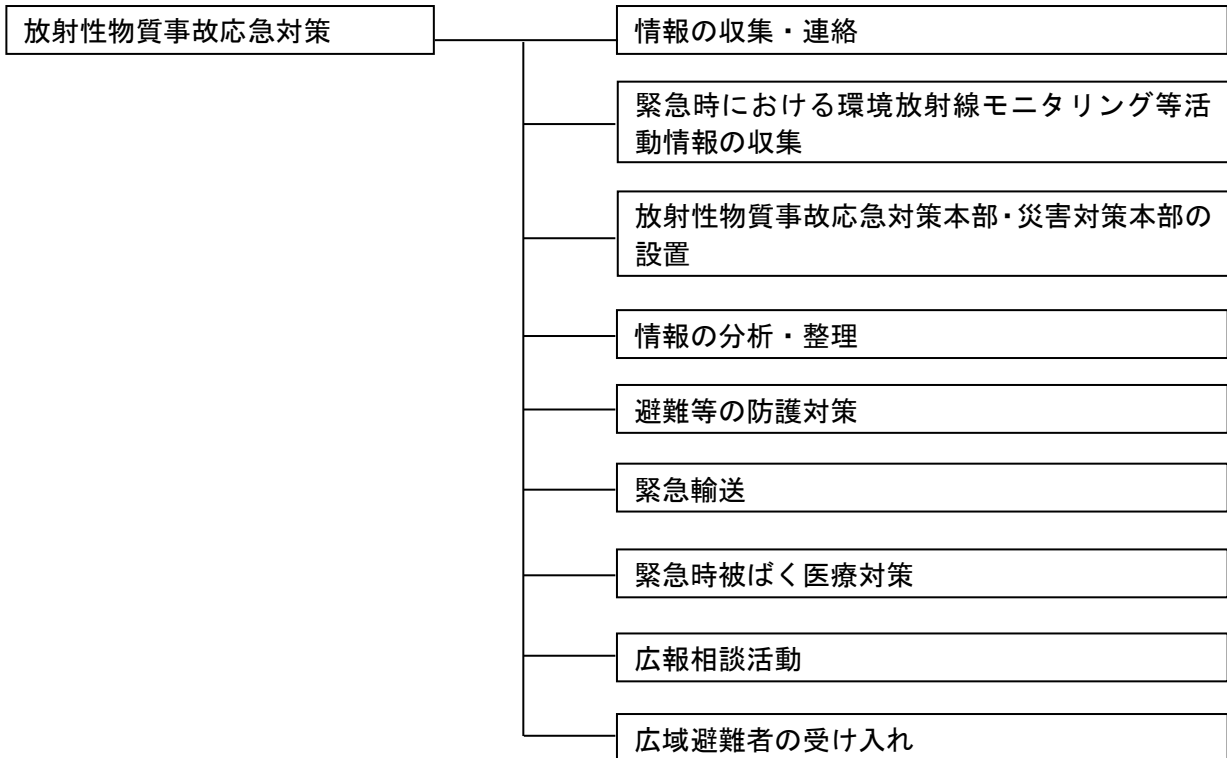 放射性物質事故応急対策
情報の収集・連絡
緊急時における環境放射線モニタリング等活
動情報の収集
放射性物質事故応急対策本部・災害対策本部の
設置
情報の分析・整理
避難等の防護対策
緊急輸送
緊急時被ばく医療対策
広報相談活動
広域避難者の受け入れ